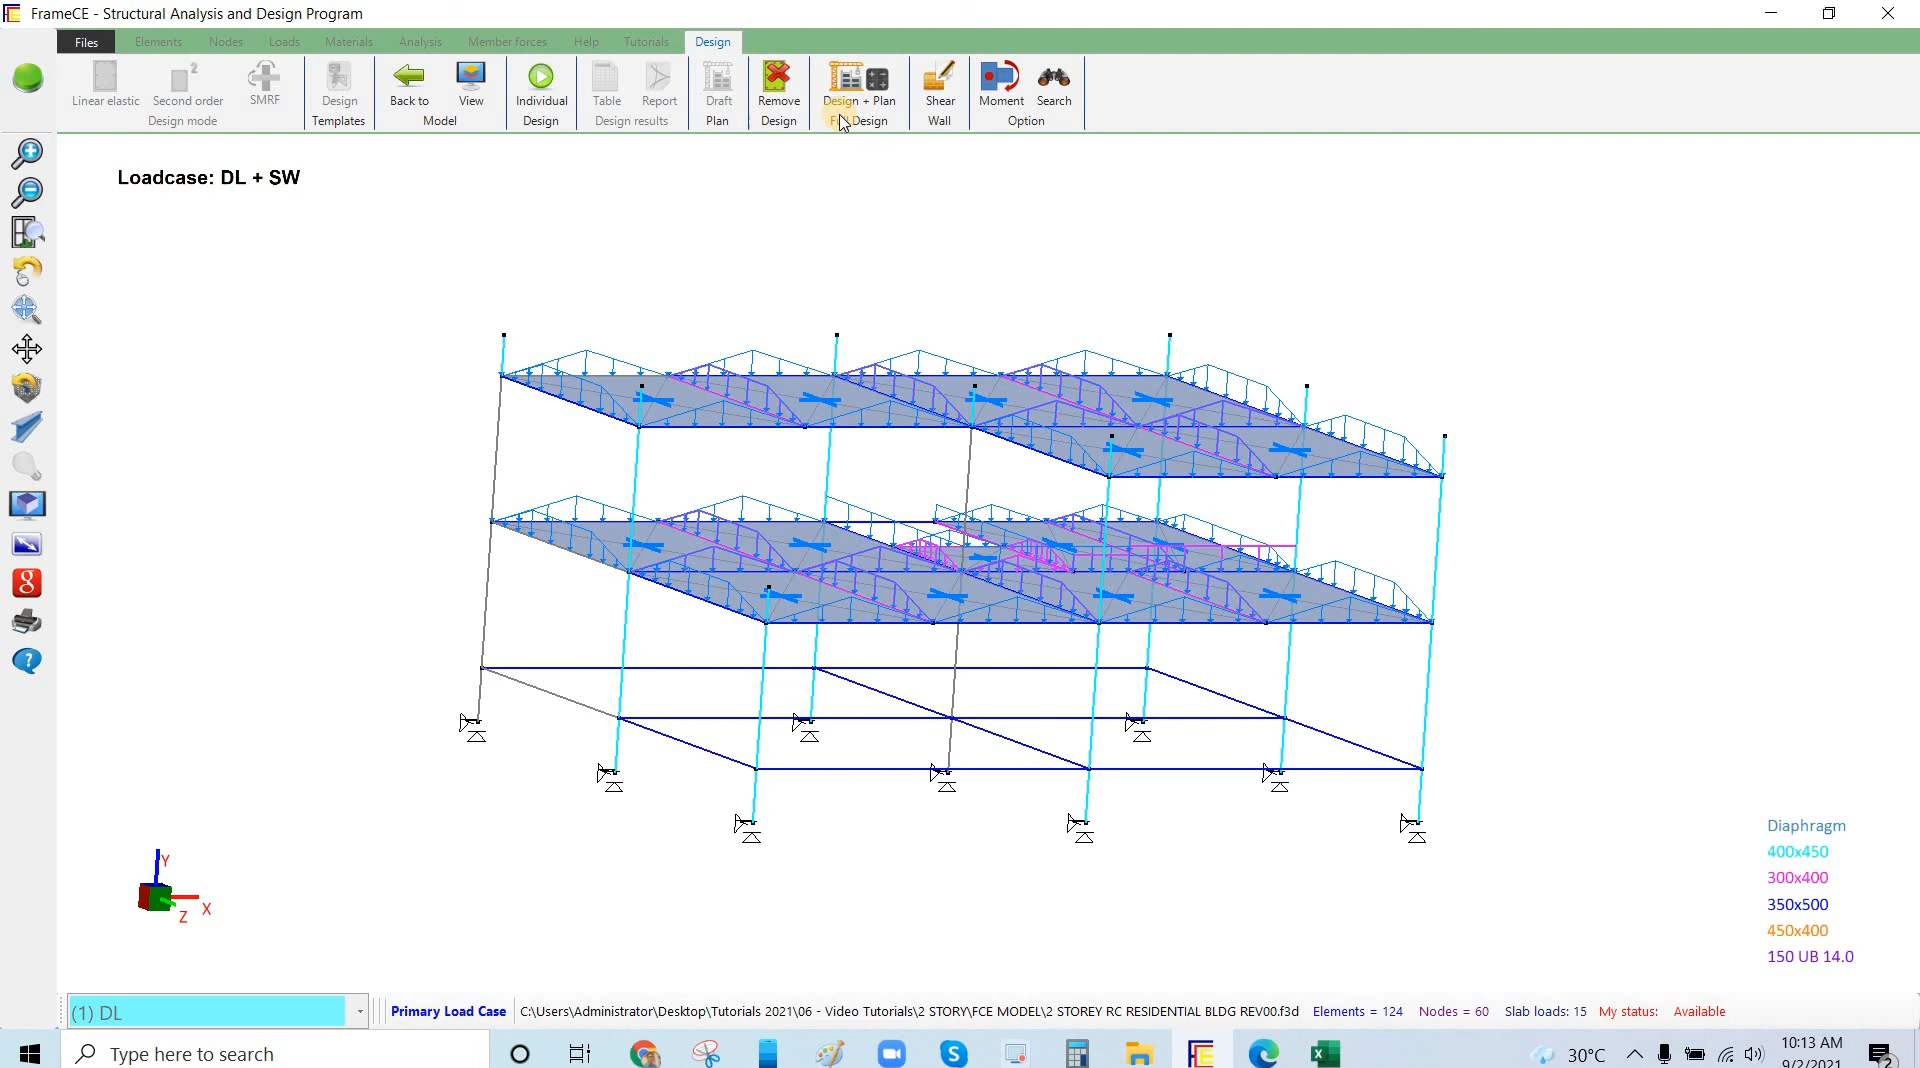 FrameCE - Structural Analysis and Design Program
Files Elements Nodes Loads Materials Analysis Member forces Help Tutorials Design
Linear elastic Second order SMRF Design Back to View Individual Table Report Draft Remove Design + Plan Shear Moment Search
Design mode Templates Model Design Design results Plan Design Full Design Wall Option
Loadcase: DL + SW
Diaphragm
400x450
300x400
350x500
450x400
150 UB 14.0
Y
X
Z
(1) DL Primary Load Case C:\Users\Administrator\Desktop\Tutorials 2021\06 - Video Tutorials\2 STORY\FCE MODEL\2 STOREY RC RESIDENTIAL BLDG REV00.f3d Elements = 124 Nodes = 60 Slab loads: 15 My status: Available
Type here to search
30°C
10:13 AM
9/2/2021
2